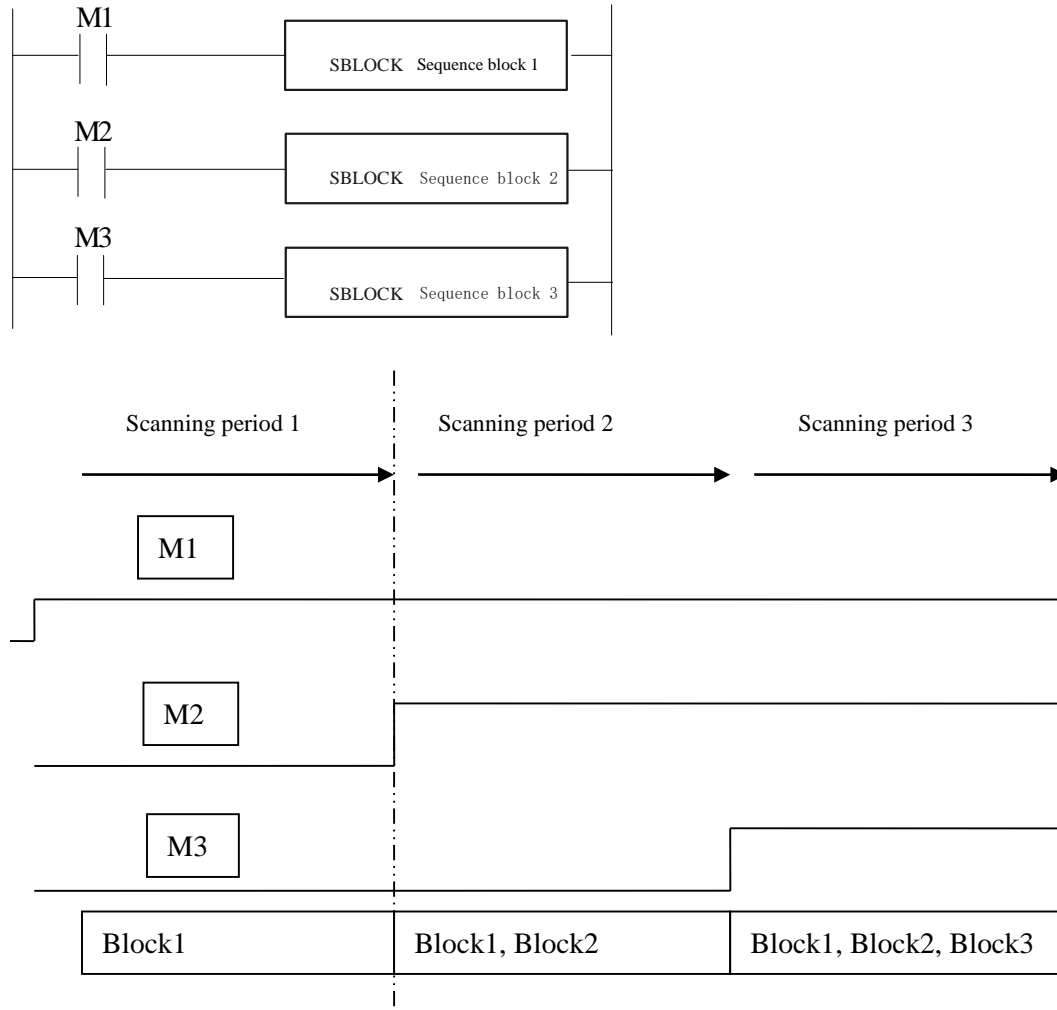 M1
SBLOCK Sequence block 1
M2
SBLOCK Sequence block 2
M3
SBLOCK Sequence block 3
Scanning period 1 Scanning period 2 Scanning period 3
M1
M2
M3
Block1 Block1, Block2 Block1, Block2, Block3